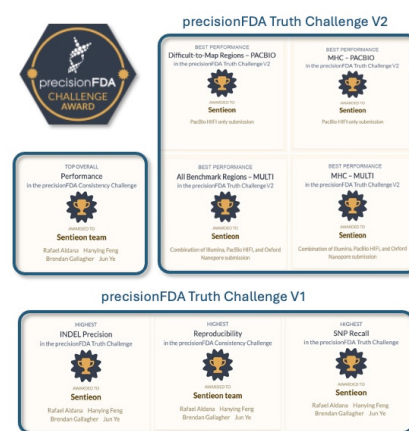 precisionFDA Truth Challenge V2
precisionFDA
CHALLENGE
AWARD
BEST PERFORMANCE
Difficult-to-Map Regions – PACBIO
in the precisionFDA Truth Challenge V2
AWARDED TO
Sentieon
PacBio HiFi only submission
BEST PERFORMANCE
MHC – PACBIO
in the precisionFDA Truth Challenge V2
AWARDED TO
Sentieon
PacBio HiFi only submission
TOP OVERALL
Performance
in the precisionFDA Consistency Challenge
AWARDED TO
Sentieon team
Rafael Aldana Hanying Feng
Brendan Gallagher Jun Ye
BEST PERFORMANCE
All Benchmark Regions – MULTI
in the precisionFDA Truth Challenge V2
AWARDED TO
Sentieon
Combination of Illumina, PacBio HiFi, and Oxford
Nanopore submission
BEST PERFORMANCE
MHC – MULTI
in the precisionFDA Truth Challenge V2
AWARDED TO
Sentieon
Combination of Illumina, PacBio HiFi, and Oxford
Nanopore submission
precisionFDA Truth Challenge V1
HIGHEST
INDEL Precision
in the precisionFDA Truth Challenge
AWARDED TO
Sentieon
Rafael Aldana Hanying Feng
Brendan Gallagher Jun Ye
HIGHEST
Reproducibility
in the precisionFDA Consistency Challenge
AWARDED TO
Sentieon team
Rafael Aldana Hanying Feng
Brendan Gallagher Jun Ye
HIGHEST
SNP Recall
in the precisionFDA Truth Challenge
AWARDED TO
Sentieon
Rafael Aldana Hanying Feng
Brendan Gallagher Jun Ye